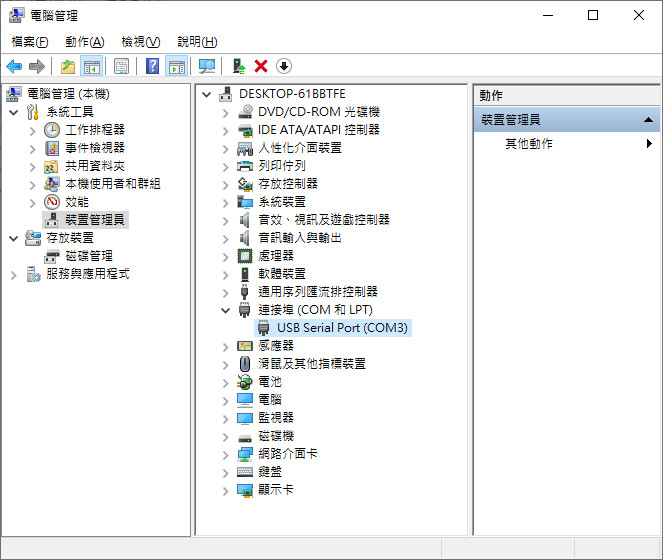 電腦管理
檔案(F) 動作(A) 檢視(V) 說明(H)
電腦管理 (本機)
系統工具
工作排程器
事件檢視器
共用資料夾
本機使用者和群組
效能
裝置管理員
存放裝置
磁碟管理
服務與應用程式
DESKTOP-61BBTFE
DVD/CD-ROM 光碟機
IDE ATA/ATAPI 控制器
人性化介面裝置
列印佇列
存放控制器
系統裝置
音效、視訊及遊戲控制器
音訊輸入與輸出
處理器
軟體裝置
通用序列匯流排控制器
連接埠 (COM 和 LPT)
USB Serial Port (COM3)
感應器
滑鼠及其他指標裝置
電池
電腦
監視器
磁碟機
網路介面卡
鍵盤
顯示卡
動作
裝置管理員
其他動作